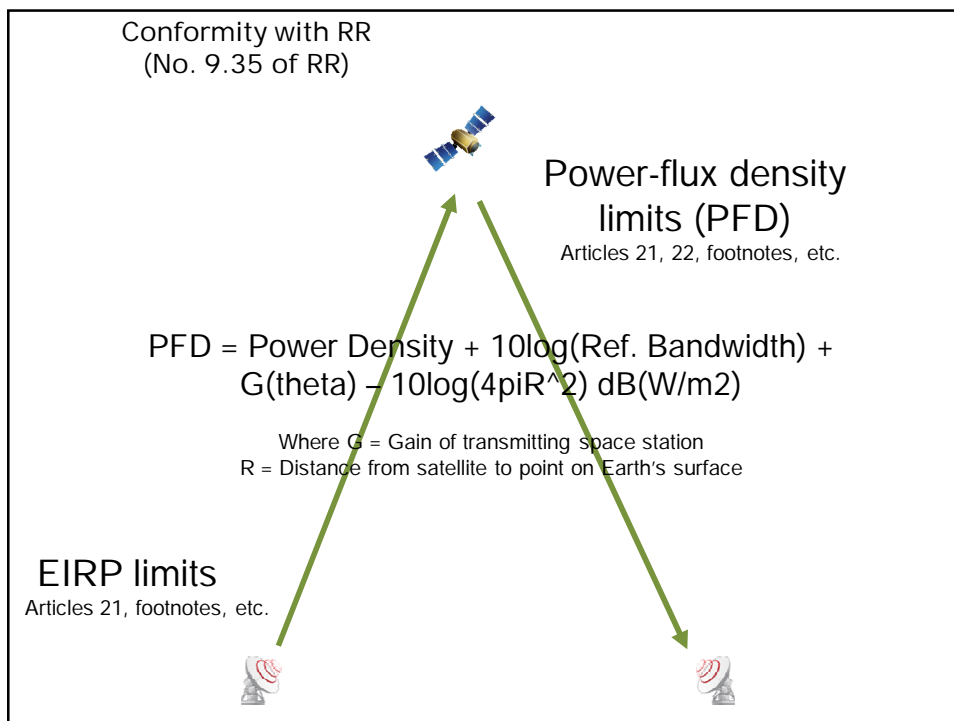 Conformity with RR
(No. 9.35 of RR)
Power-flux density
limits (PFD)
Articles 21, 22, footnotes, etc.
PFD = Power Density + 10log(Ref. Bandwidth) +
G(theta) – 10log(4piR^2) dB(W/m2)
Where G = Gain of transmitting space station
R = Distance from satellite to point on Earth's surface
EIRP limits
Articles 21, footnotes, etc.